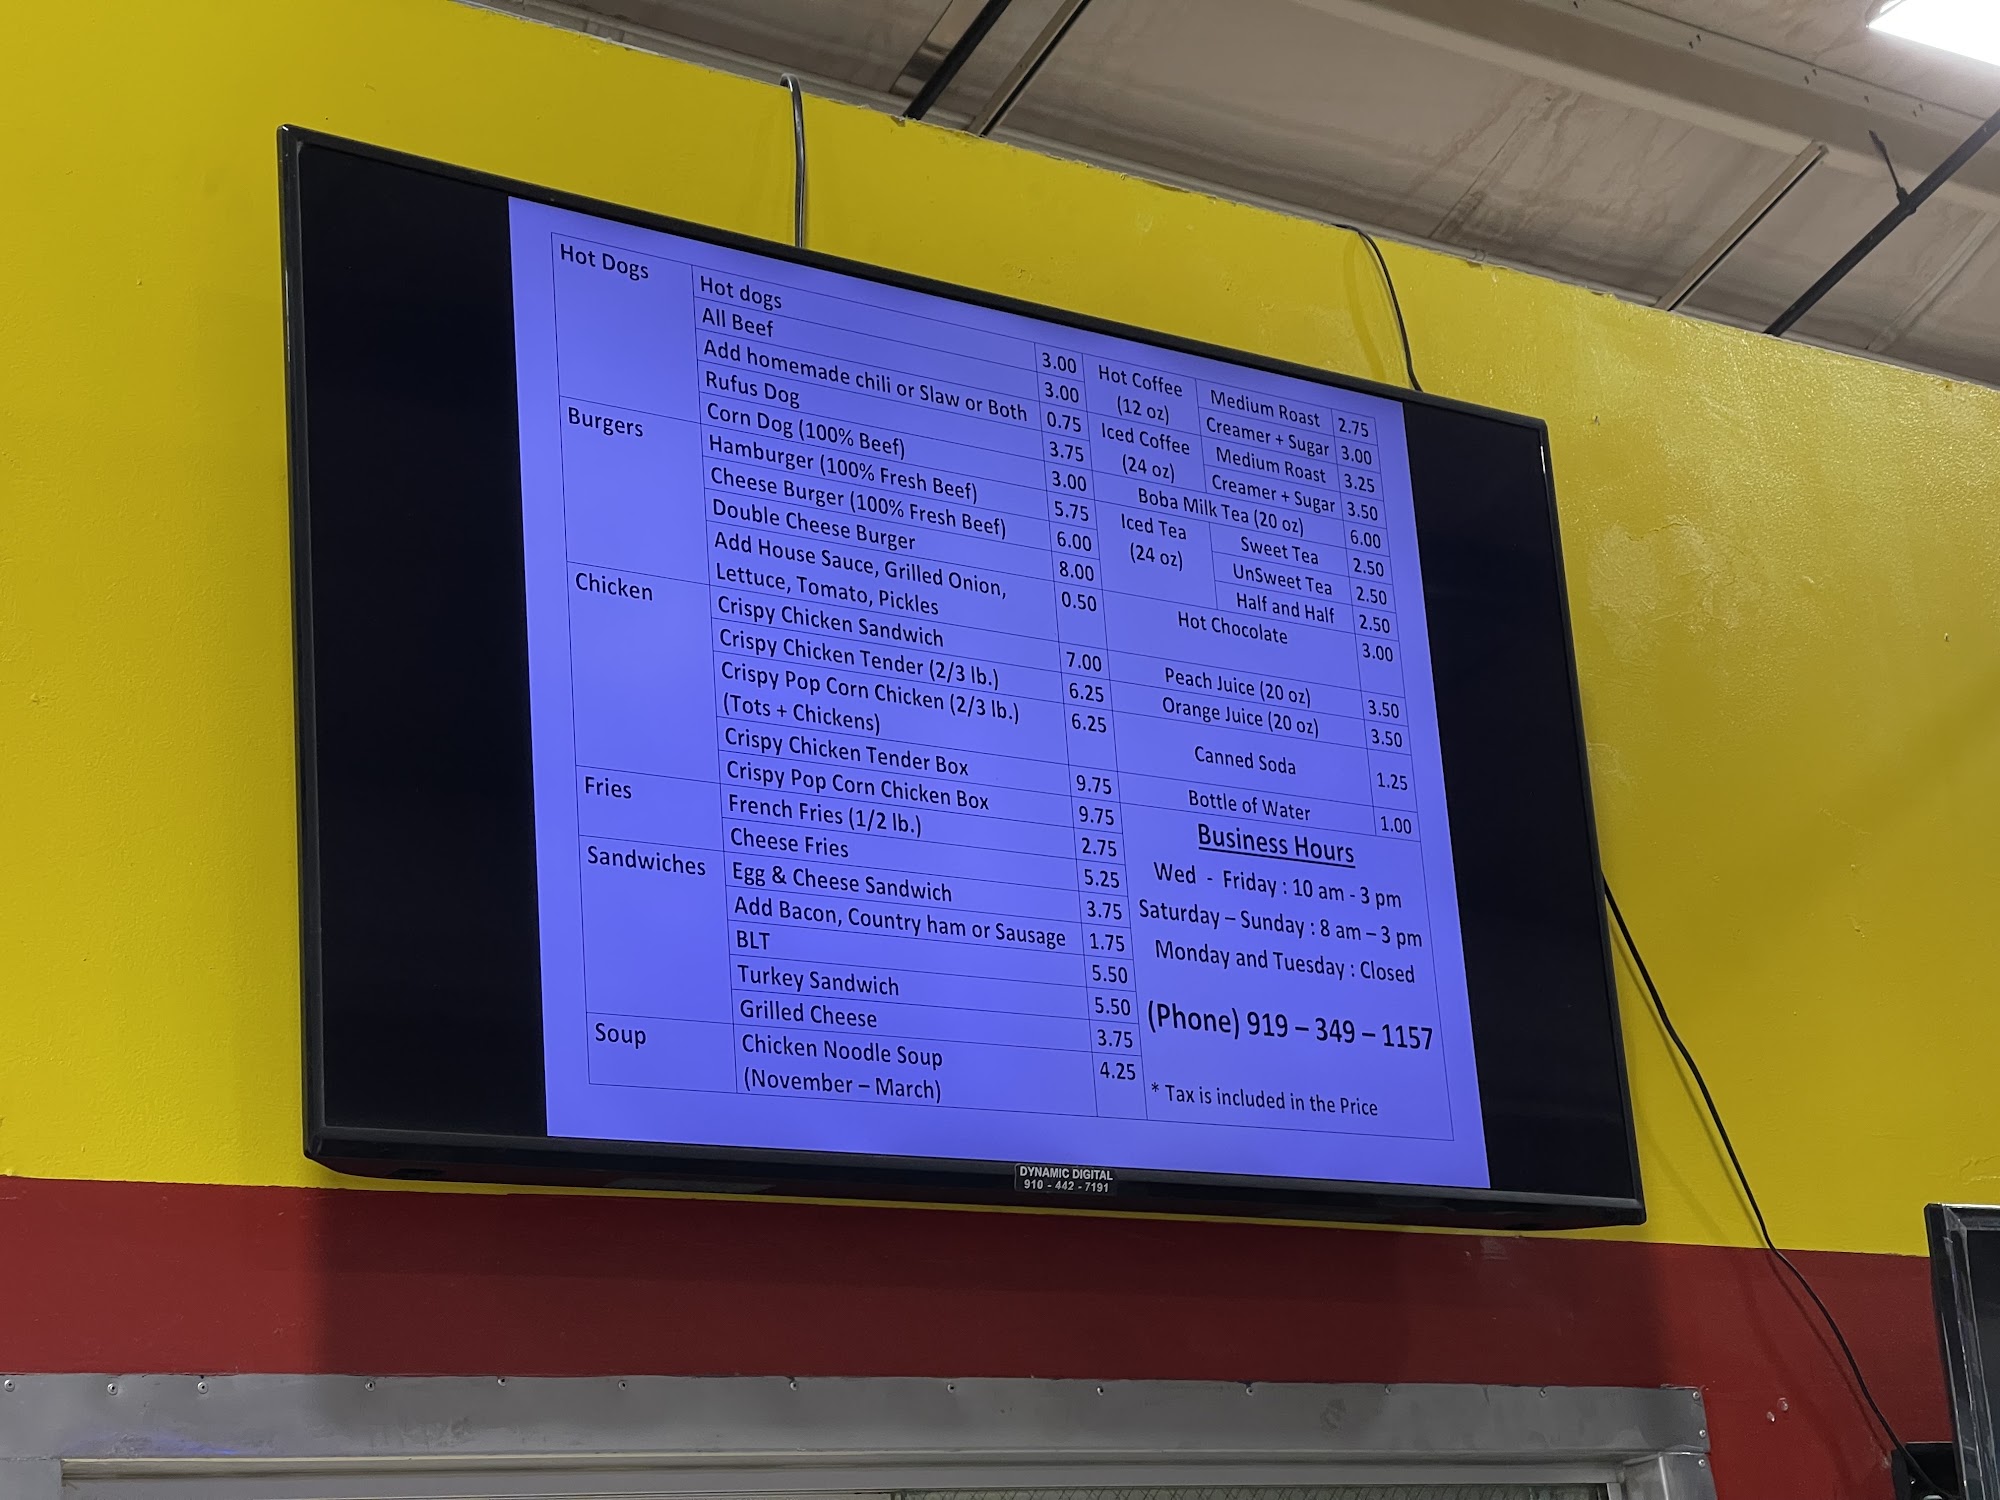 Hot Dogs
Hot dogs 3.00
All Beef 3.00
Add homemade chili or Slaw or Both 0.75
Rufus Dog 3.75
Corn Dog (100% Beef) 3.00
Burgers
Hamburger (100% Fresh Beef) 5.75
Cheese Burger (100% Fresh Beef) 6.00
Double Cheese Burger 8.00
Add House Sauce, Grilled Onion, 0.50
Lettuce, Tomato, Pickles
Chicken
Crispy Chicken Sandwich 7.00
Crispy Chicken Tender (2/3 lb.) 6.25
Crispy Pop Corn Chicken (2/3 lb.) 6.25
(Tots + Chickens)
Crispy Chicken Tender Box 9.75
Crispy Pop Corn Chicken Box 9.75
Fries
French Fries (1/2 lb.) 2.75
Cheese Fries 5.25
Sandwiches
Egg & Cheese Sandwich 3.75
Add Bacon, Country ham or Sausage 1.75
BLT 5.50
Turkey Sandwich 5.50
Grilled Cheese 3.75
Soup
Chicken Noodle Soup 4.25
(November – March)
Hot Coffee
(12 oz)
Medium Roast 2.75
Creamer + Sugar 3.00
Iced Coffee
(24 oz)
Medium Roast 3.25
Creamer + Sugar 3.50
Boba Milk Tea (20 oz) 6.00
Iced Tea
(24 oz)
Sweet Tea 2.50
UnSweet Tea 2.50
Half and Half 2.50
Hot Chocolate 3.00
Peach Juice (20 oz) 3.50
Orange Juice (20 oz) 3.50
Canned Soda 1.25
Bottle of Water 1.00
Business Hours
Wed - Friday : 10 am - 3 pm
Saturday – Sunday : 8 am – 3 pm
Monday and Tuesday : Closed
(Phone) 919 – 349 – 1157
* Tax is included in the Price
DYNAMIC DIGITAL
910 - 442 - 7191